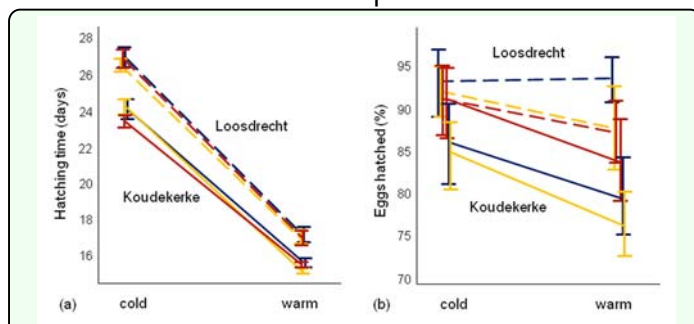 28
26
24
22
20
18
16
Hatching time (days)
Loosdrecht
Koudekerke
(a)
cold
warm
95
90
85
80
75
70
Eggs hatched (%)
Loosdrecht
Koudekerke
(b)
cold
warm